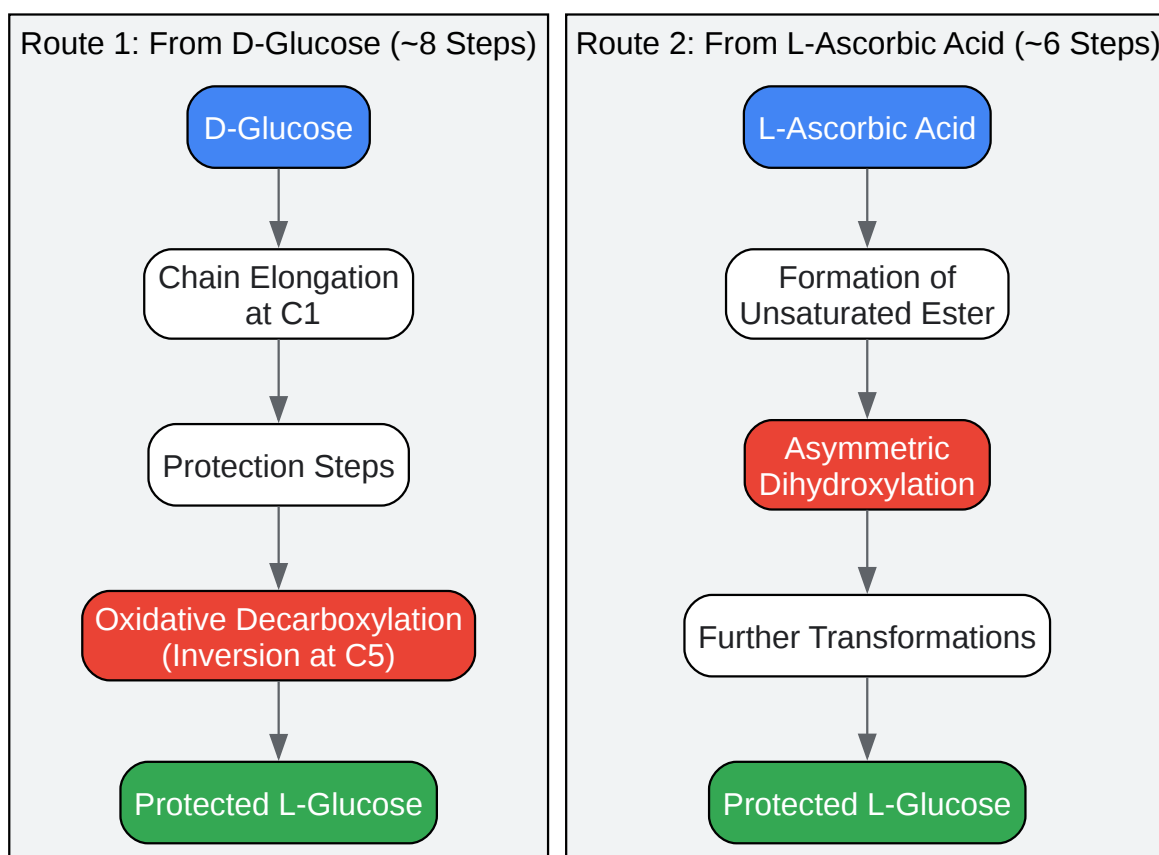 Route 1: From D-Glucose (~8 Steps)
D-Glucose
Chain Elongation
at C1
Protection Steps
Oxidative Decarboxylation
(Inversion at C5)
Protected L-Glucose
Route 2: From L-Ascorbic Acid (~6 Steps)
L-Ascorbic Acid
Formation of
Unsaturated Ester
Asymmetric
Dihydroxylation
Further Transformations
Protected L-Glucose